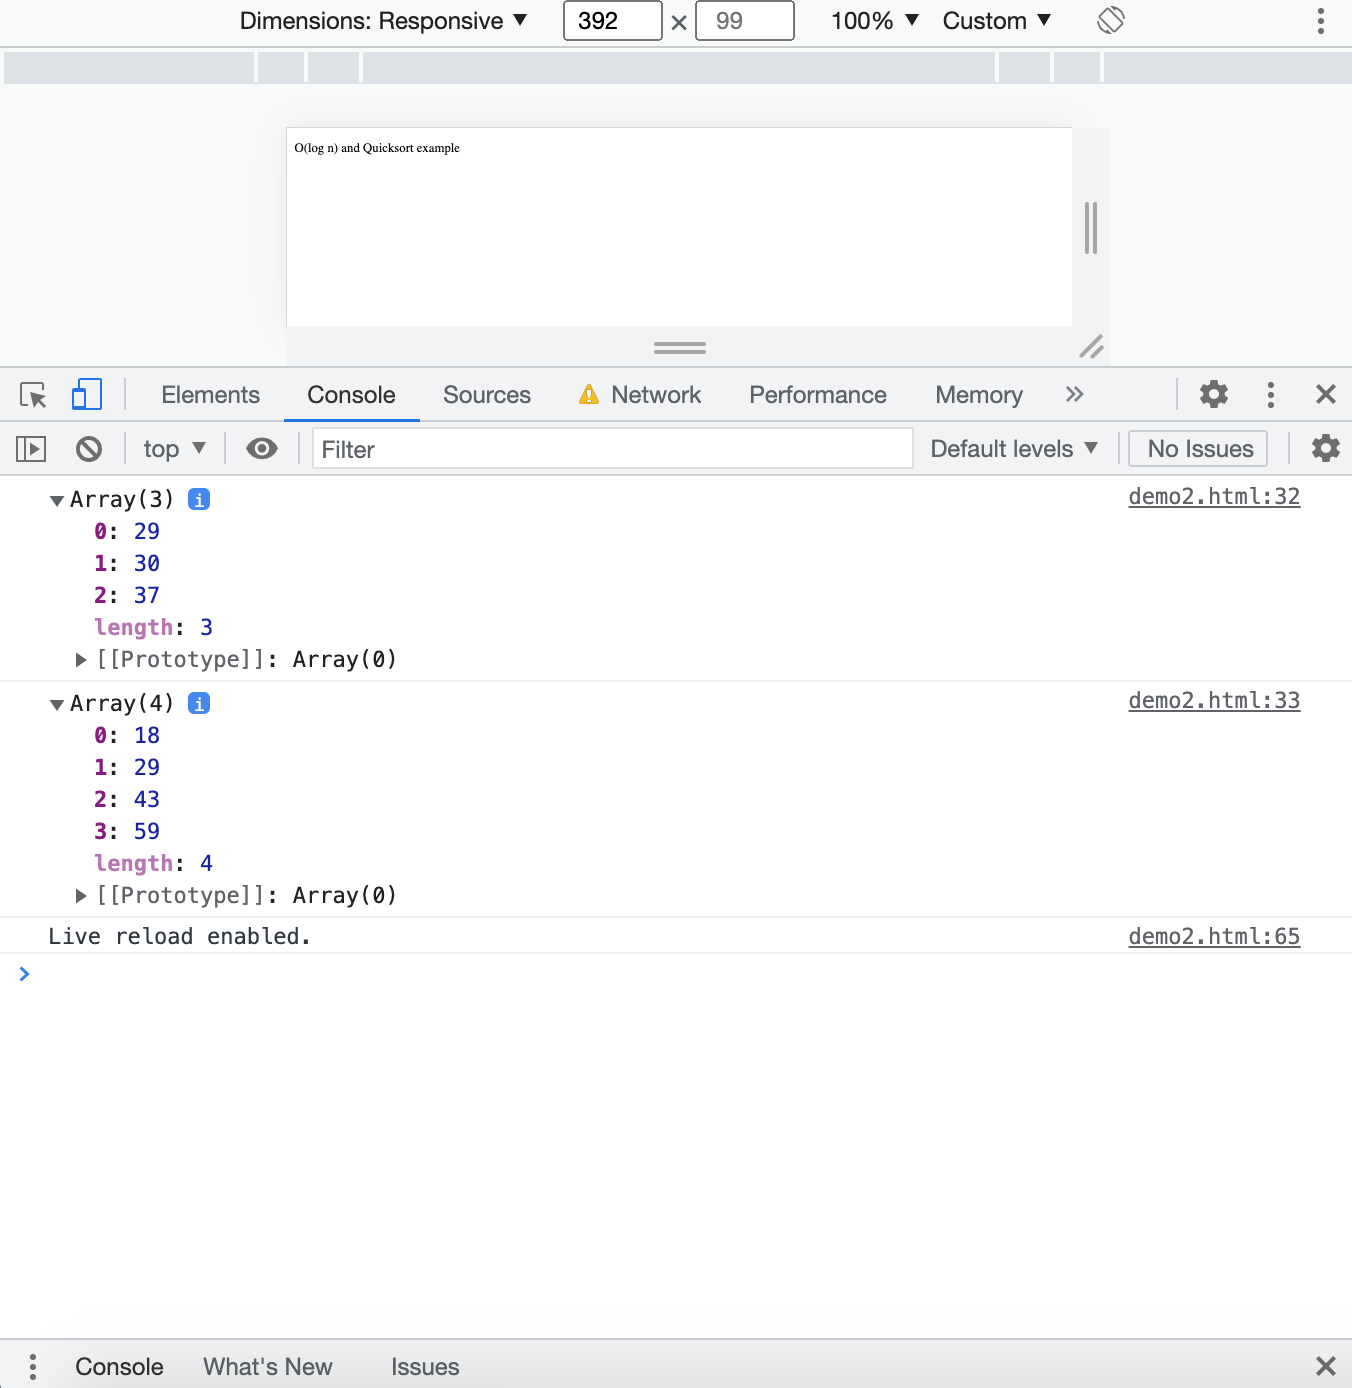 Dimensions: Responsive ▼ 392 × 99 100% ▼ Custom ▼
O(log n) and Quicksort example
Elements Console Sources Network Performance Memory »
top ▼ Filter Default levels ▼ No Issues
▼Array(3) i demo2.html:32
0: 29
1: 30
2: 37
length: 3
▶[[Prototype]]: Array(0)
▼Array(4) i demo2.html:33
0: 18
1: 29
2: 43
3: 59
length: 4
▶[[Prototype]]: Array(0)
Live reload enabled. demo2.html:65
>
Console What's New Issues